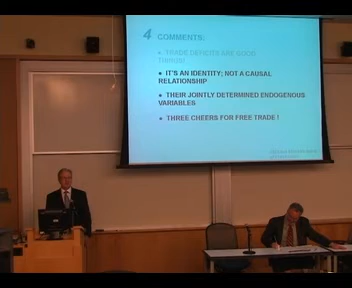 4 COMMENTS:
• TRADE DEFICITS ARE GOOD
THINGS!
• IT'S AN IDENTITY; NOT A CAUSAL
RELATIONSHIP
• THEIR JOINTLY DETERMINED ENDOGENOUS
VARIABLES
• THREE CHEERS FOR FREE TRADE !